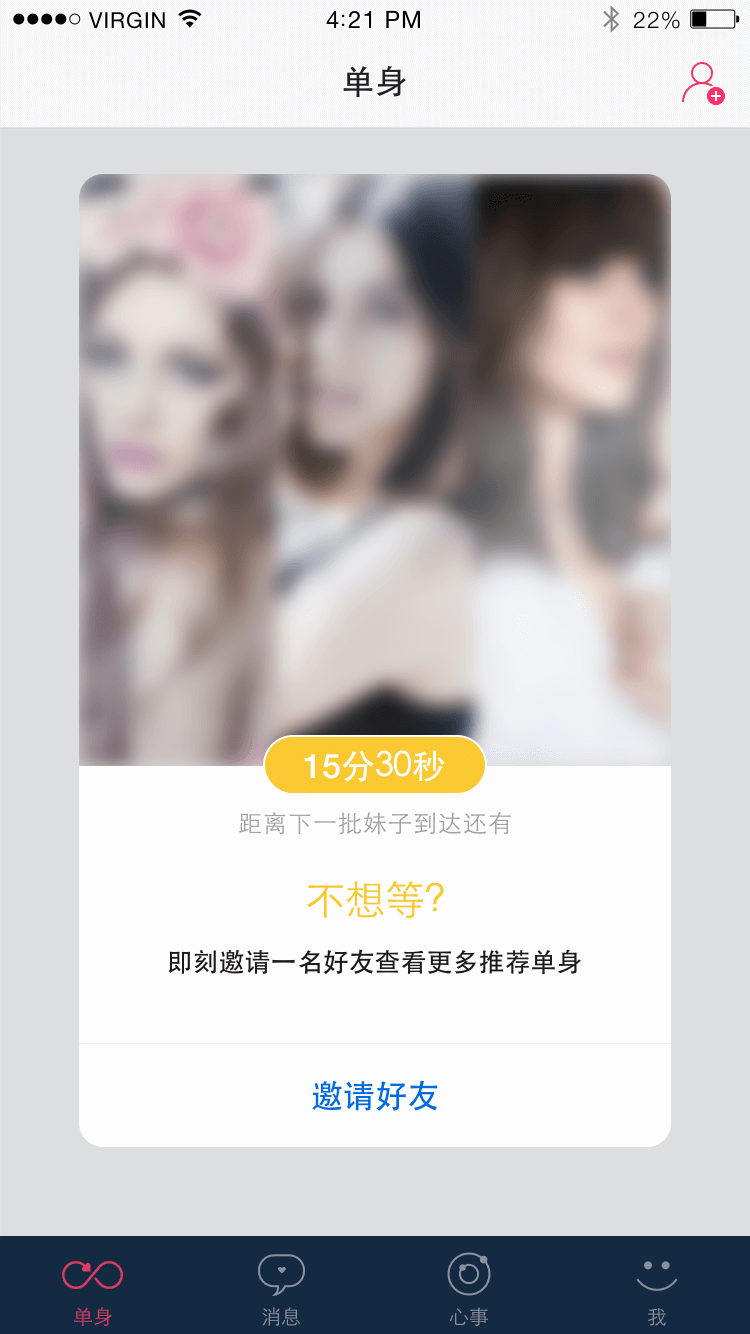 VIRGIN 4:21 PM 22%
单身
15分30秒
距离下一批妹子到达还有
不想等?
即刻邀请一名好友查看更多推荐单身
邀请好友
单身 消息 心事 我